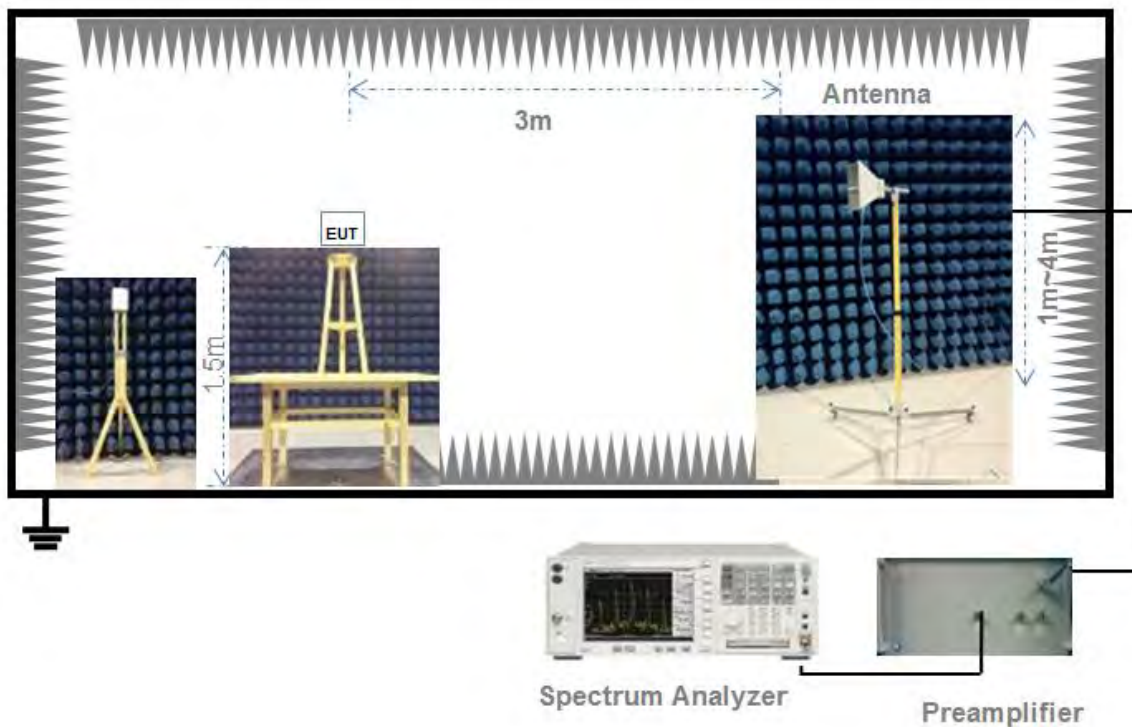 Antenna
3m
EUT
1.5m
1m~4m
Spectrum Analyzer
Preamplifier